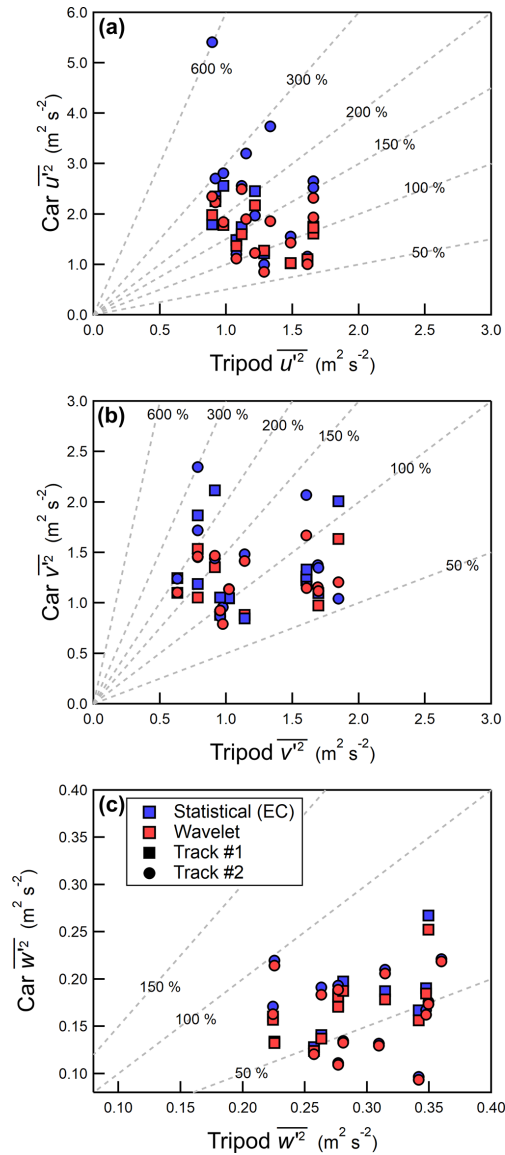 (a)
6.0
5.0
4.0
3.0
2.0
1.0
0.0
Car u'² (m² s⁻²)
600 %
300 %
200 %
150 %
100 %
50 %
0.0 0.5 1.0 1.5 2.0 2.5 3.0
Tripod u'² (m² s⁻²)
(b)
3.0
2.5
2.0
1.5
1.0
0.5
0.0
Car v'² (m² s⁻²)
600 %
300 %
200 %
150 %
100 %
50 %
0.0 0.5 1.0 1.5 2.0 2.5 3.0
Tripod v'² (m² s⁻²)
(c)
Statistical (EC)
Wavelet
Track #1
Track #2
0.40
0.35
0.30
0.25
0.20
0.15
0.10
Car w'² (m² s⁻²)
150 %
100 %
50 %
0.10 0.15 0.20 0.25 0.30 0.35 0.40
Tripod w'² (m² s⁻²)